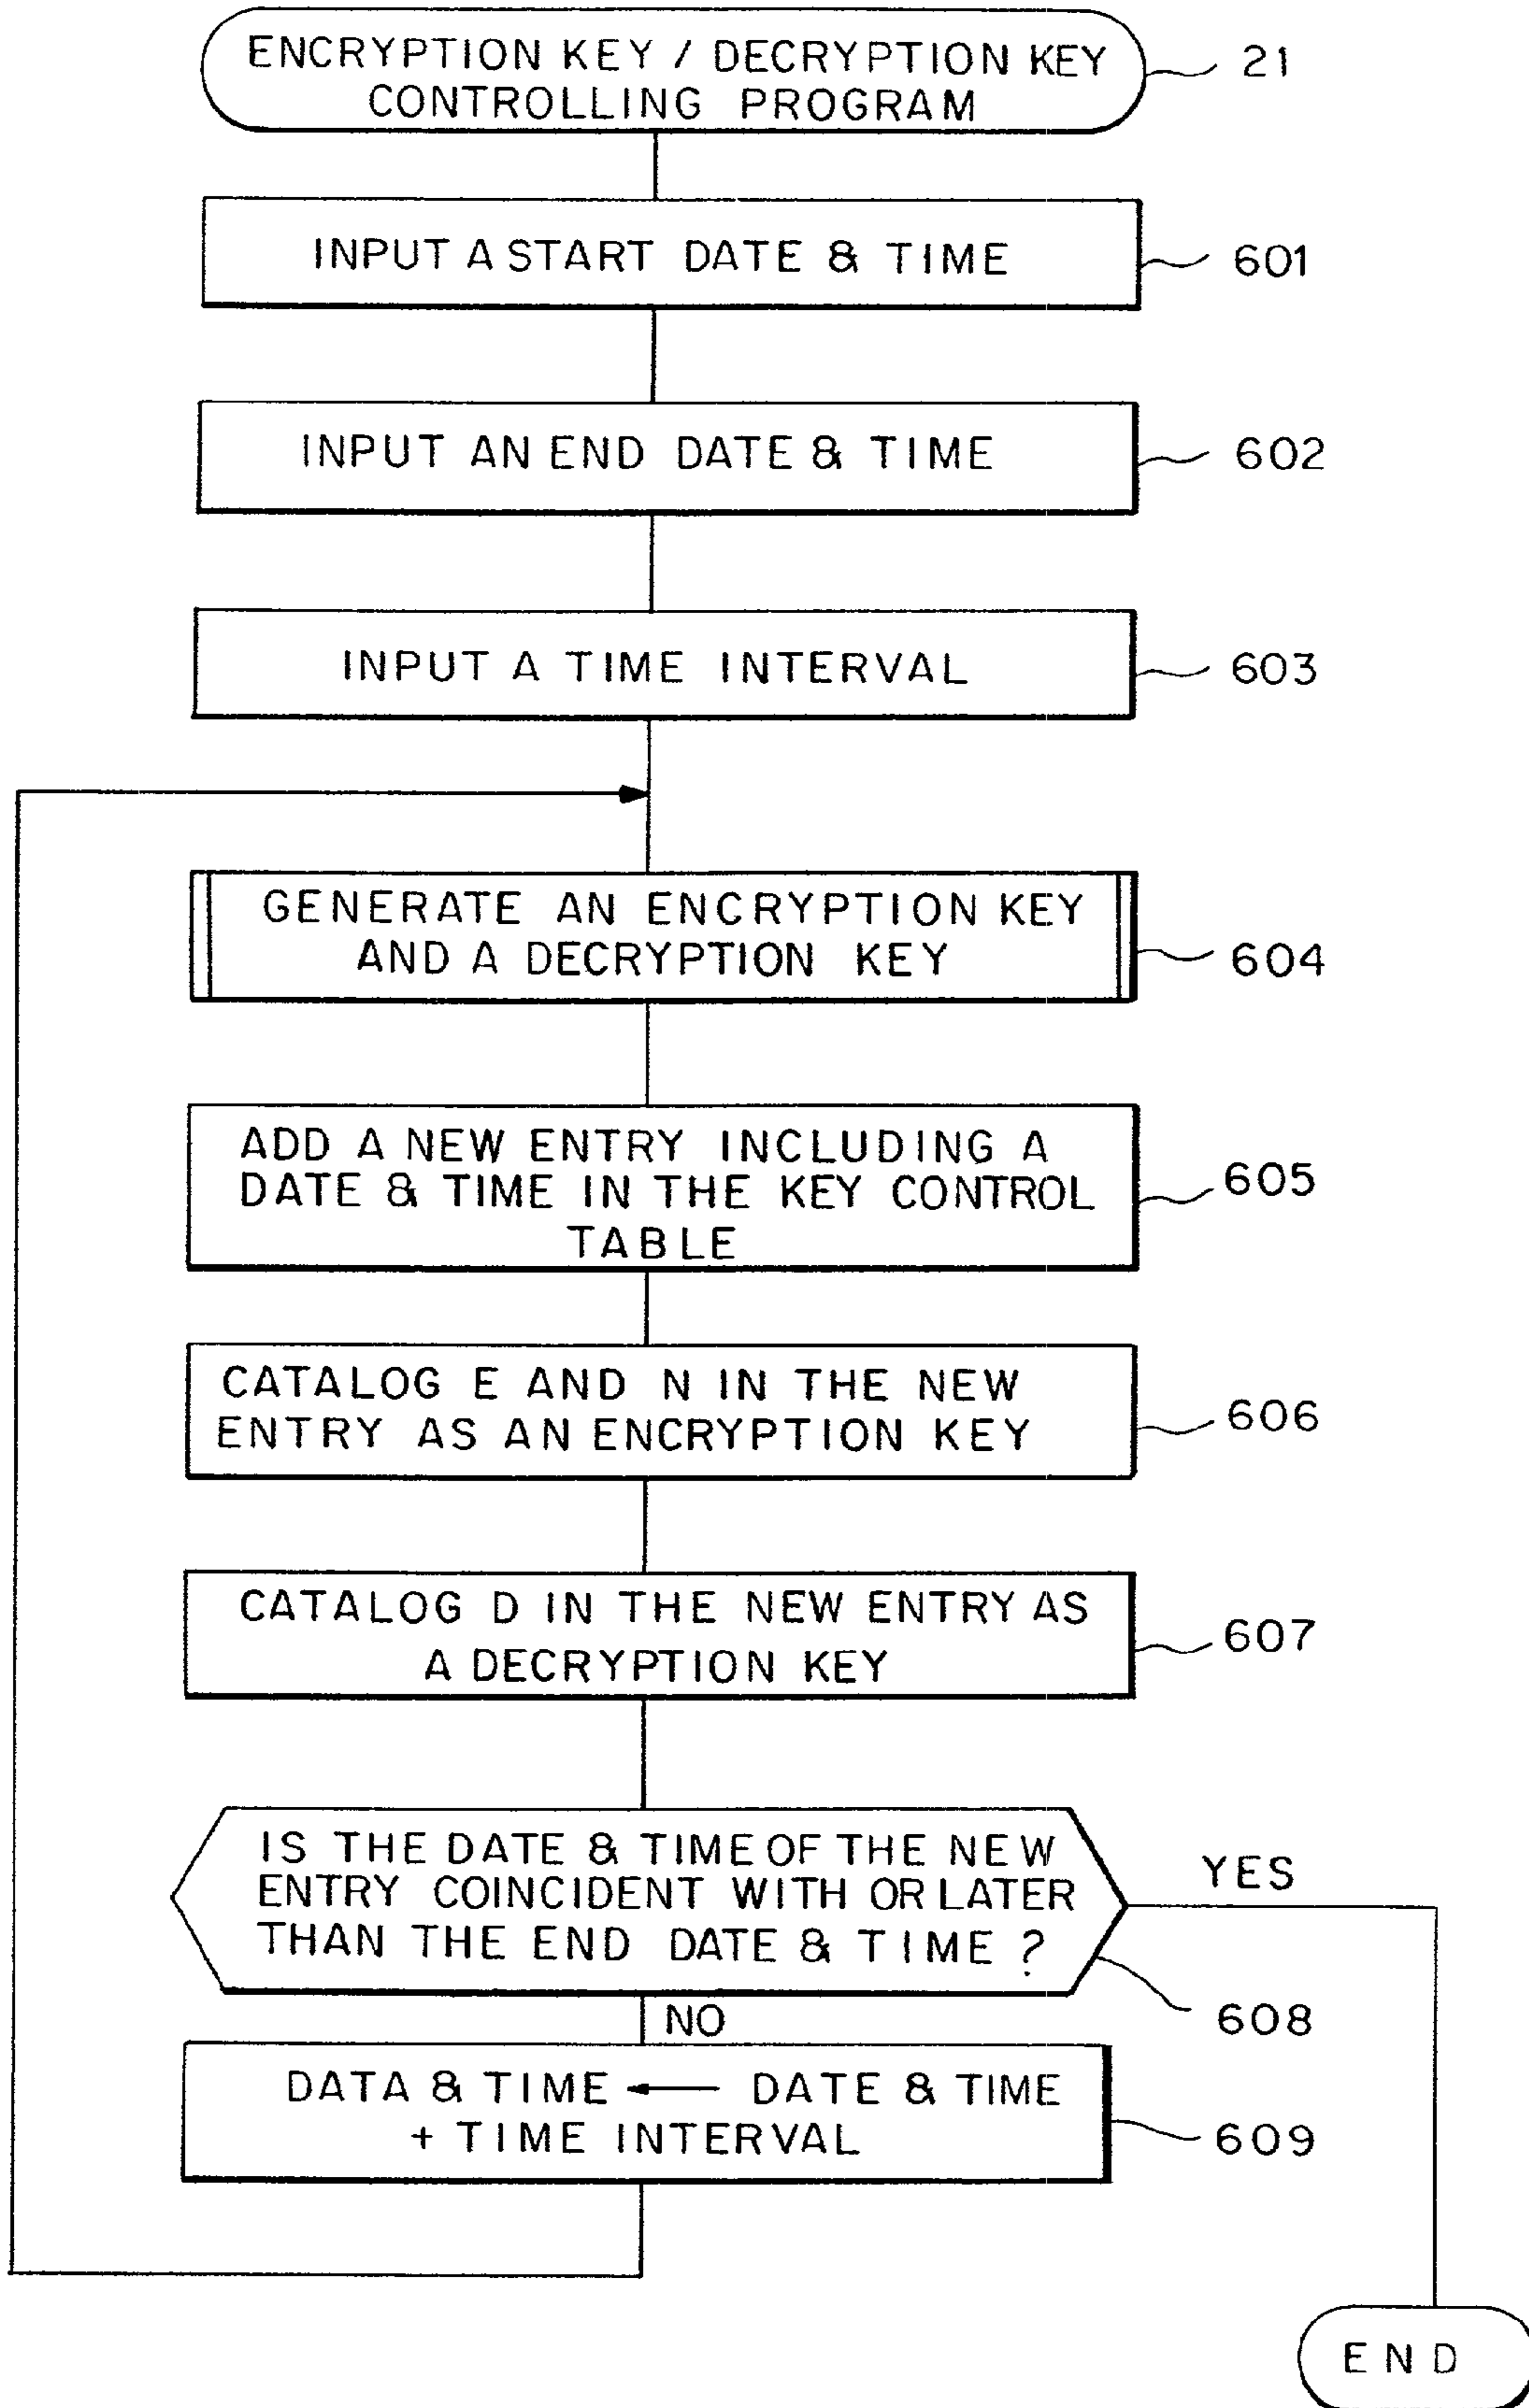 ENCRYPTION KEY / DECRYPTION KEY
CONTROLLING PROGRAM
21
INPUT A START DATE & TIME
601
INPUT AN END DATE & TIME
602
INPUT A TIME INTERVAL
603
GENERATE AN ENCRYPTION KEY
AND A DECRYPTION KEY
604
ADD A NEW ENTRY INCLUDING A
DATE & TIME IN THE KEY CONTROL
TABLE
605
CATALOG E AND N IN THE NEW
ENTRY AS AN ENCRYPTION KEY
606
CATALOG D IN THE NEW ENTRY AS
A DECRYPTION KEY
607
IS THE DATE & TIME OF THE NEW
ENTRY COINCIDENT WITH OR LATER
THAN THE END DATE & TIME ?
YES
608
NO
DATA & TIME ← DATE & TIME
+ TIME INTERVAL
609
END